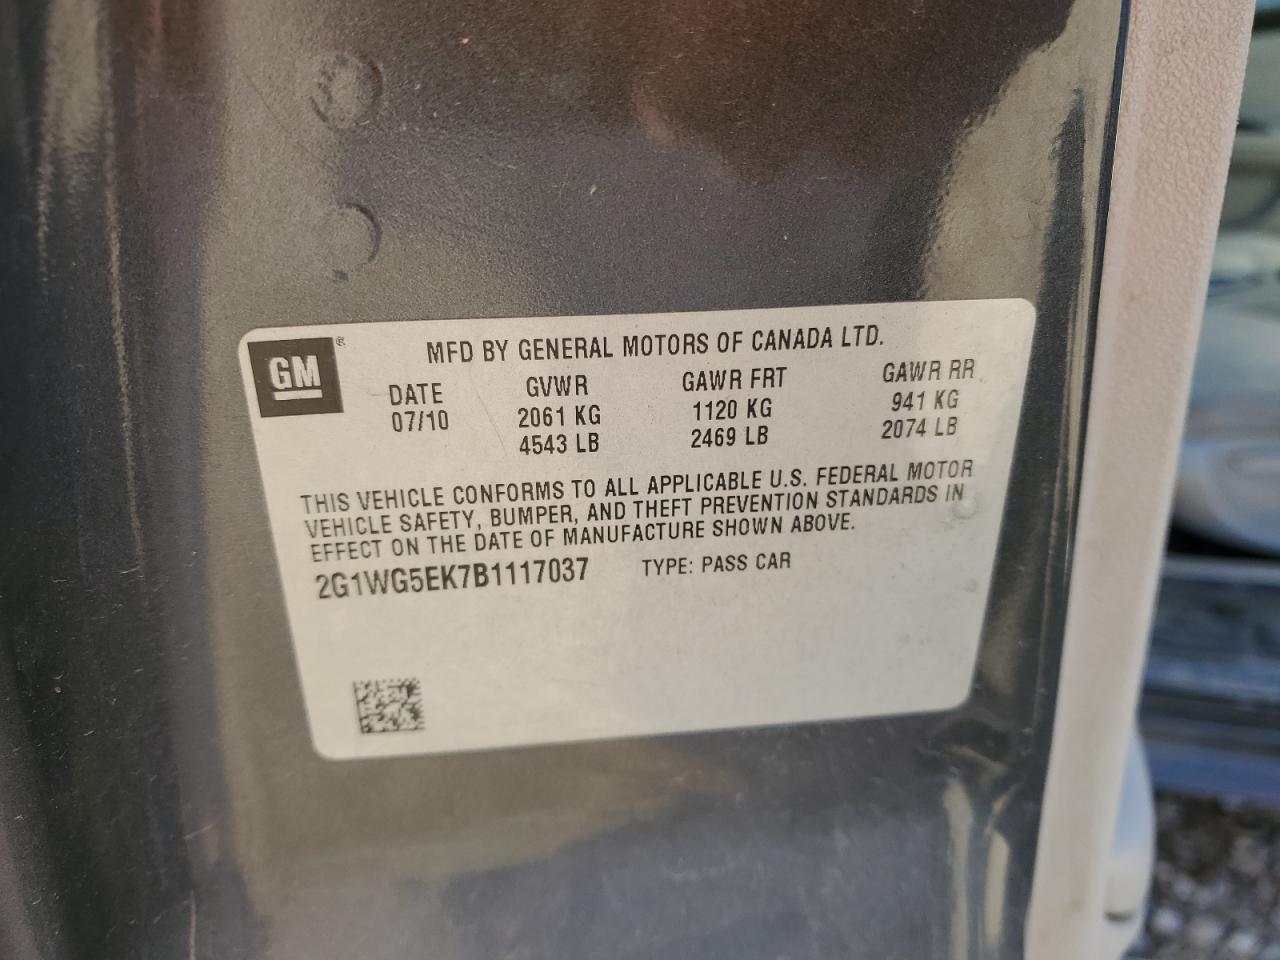 GM
MFD BY GENERAL MOTORS OF CANADA LTD.
DATE GVWR GAWR FRT GAWR RR
07/10 2061 KG 1120 KG 941 KG
4543 LB 2469 LB 2074 LB
THIS VEHICLE CONFORMS TO ALL APPLICABLE U.S. FEDERAL MOTOR
VEHICLE SAFETY, BUMPER, AND THEFT PREVENTION STANDARDS IN
EFFECT ON THE DATE OF MANUFACTURE SHOWN ABOVE.
2G1WG5EK7B1117037 TYPE: PASS CAR